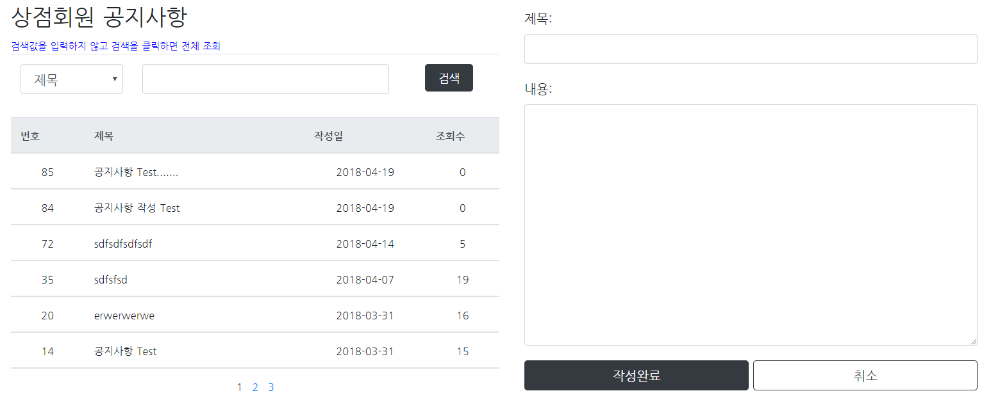 상점회원 공지사항
검색값을 입력하지 않고 검색을 클릭하면 전체 조회
제목 검색
번호 제목 작성일 조회수
85 공지사항 Test....... 2018-04-19 0
84 공지사항 작성 Test 2018-04-19 0
72 sdfsdfsdfsdf 2018-04-14 5
35 sdfsfsd 2018-04-07 19
20 erwerwerwe 2018-03-31 16
14 공지사항 Test 2018-03-31 15
1 2 3
제목:
내용:
작성완료 취소